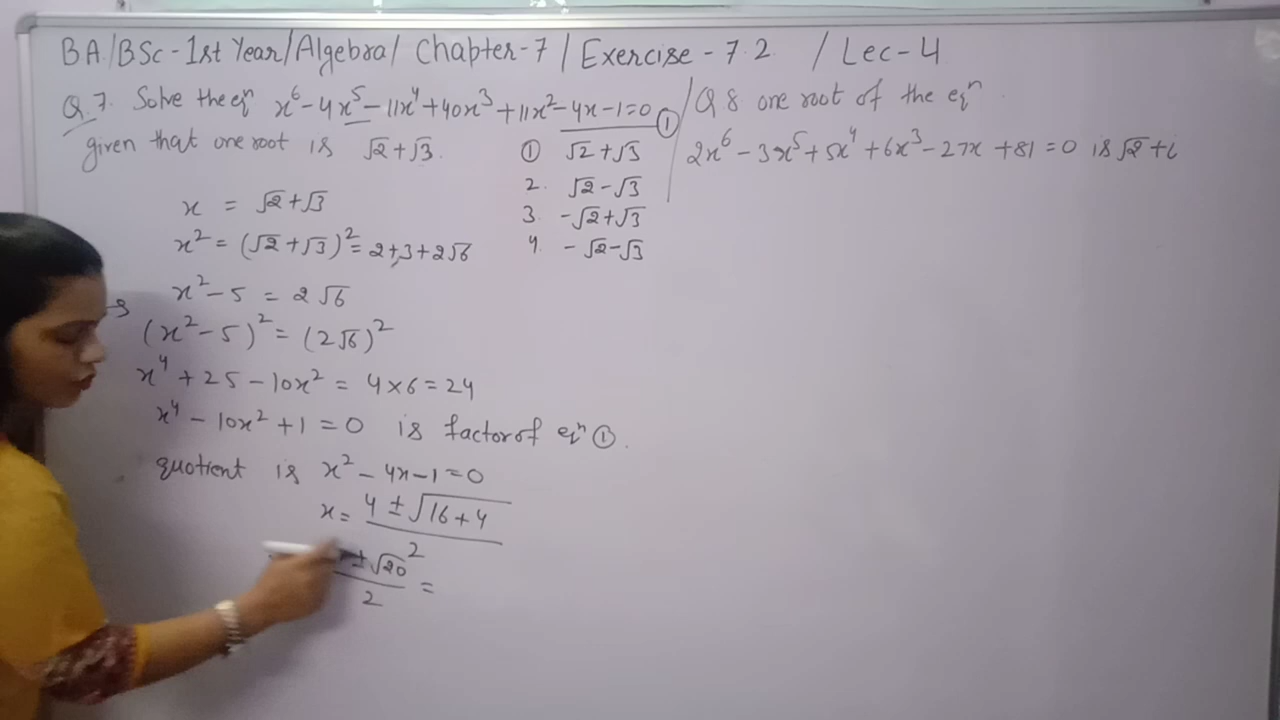 BA/BSc-1st Year/Algebra/ Chapter-7/Exercise-7.2 /Lec-4
Q.7. Solve the eqⁿ x⁶-4x⁵-11x⁴+40x³+11x²-4x-1=0 ①
given that one root is √2+√3.
① √2+√3
2. √2-√3
3. -√2+√3
4. -√2-√3
x = √2+√3
x² = (√2+√3)² = 2+3+2√6
x²-5 = 2√6
(x²-5)² = (2√6)²
x⁴+25-10x² = 4×6=24
x⁴-10x²+1=0 is factor of eqⁿ ①.
quotient is x²-4x-1=0
x = 4±√16+4
2
±√20
2 =
Q 8 one root of the eqⁿ
2x⁶-3x⁵+5x⁴+6x³-27x+81=0 is √2+i